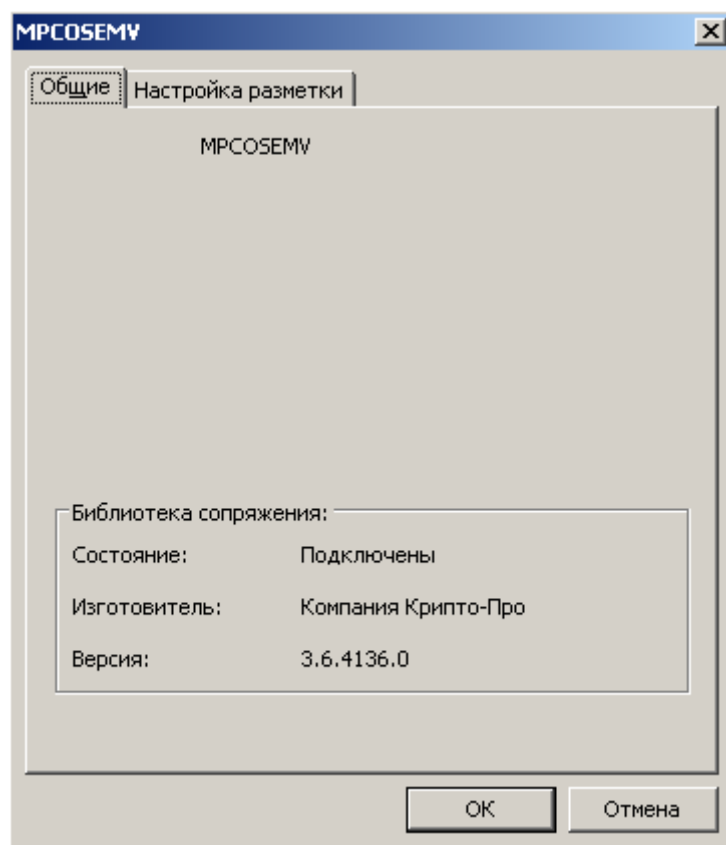 MPCOSEMV
Общие Настройка разметки
MPCOSEMV
Библиотека сопряжения:
Состояние: Подключены
Изготовитель: Компания Крипто-Про
Версия: 3.6.4136.0
ОК Отмена